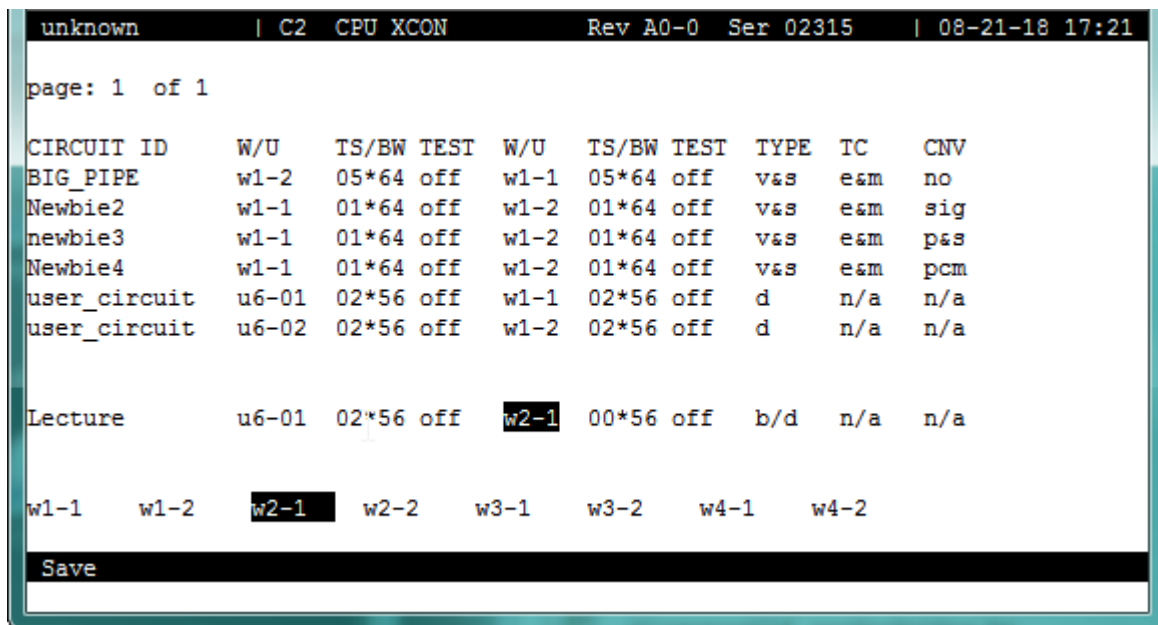 unknown | C2 CPU XCON Rev A0-0 Ser 02315 | 08-21-18 17:21
page: 1 of 1
CIRCUIT ID W/U TS/BW TEST W/U TS/BW TEST TYPE TC CNV
BIG_PIPE w1-2 05*64 off w1-1 05*64 off v&s e&m no
Newbie2 w1-1 01*64 off w1-2 01*64 off v&s e&m sig
newbie3 w1-1 01*64 off w1-2 01*64 off v&s e&m p&s
Newbie4 w1-1 01*64 off w1-2 01*64 off v&s e&m pcm
user_circuit u6-01 02*56 off w1-1 02*56 off d n/a n/a
user_circuit u6-02 02*56 off w1-2 02*56 off d n/a n/a
Lecture u6-01 02*56 off w2-1 00*56 off b/d n/a n/a
w1-1 w1-2 w2-1 w2-2 w3-1 w3-2 w4-1 w4-2
Save